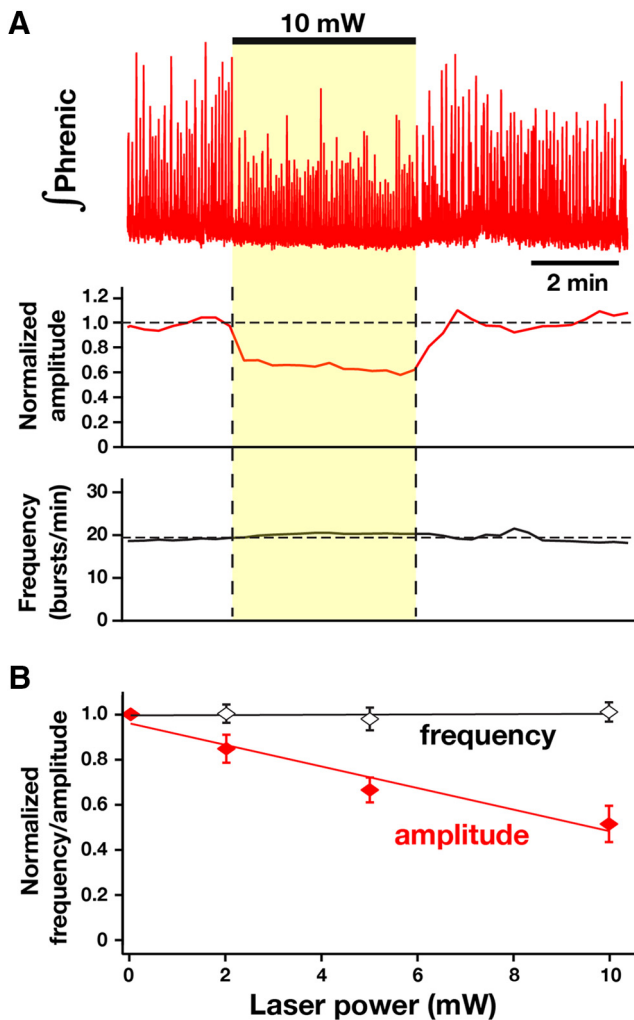 A
10 mW
∫Phrenic
2 min
Normalized
amplitude
1.2
1.0
0.8
0.6
0.4
0.2
0
Frequency
(bursts/min)
30
20
10
0
B
Normalized
frequency/amplitude
1.0
0.8
0.6
0.4
0.2
0
frequency
amplitude
0 2 4 6 8 10
Laser power (mW)